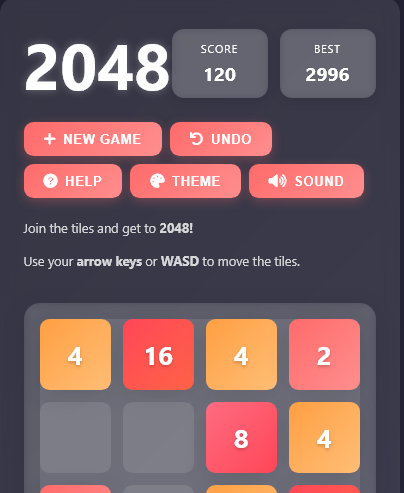 2048
SCORE
120
BEST
2996
NEW GAME
UNDO
HELP
THEME
SOUND
Join the tiles and get to 2048!
Use your arrow keys or WASD to move the tiles.
4 16 4 2
8 4